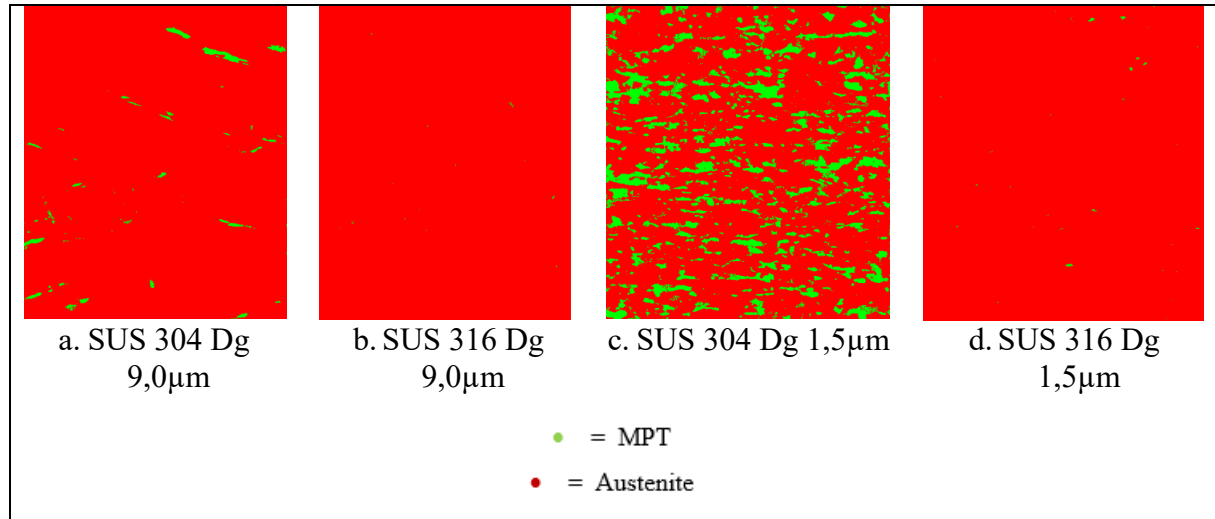 a. SUS 304 Dg
9,0µm
b. SUS 316 Dg
9,0µm
c. SUS 304 Dg 1,5µm
d. SUS 316 Dg
1,5µm
= MPT
= Austenite